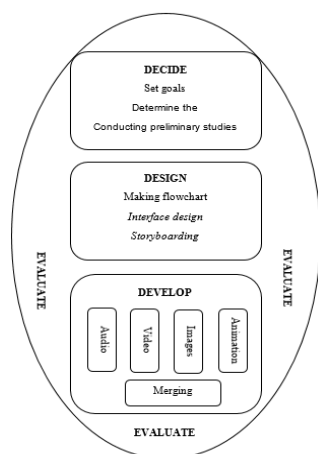 DECIDE
Set goals
Determine the
Conducting preliminary studies
DESIGN
Making flowchart
Interface design
Storyboarding
EVALUATE
EVALUATE
DEVELOP
Audio
Video
Images
Animation
Merging
EVALUATE